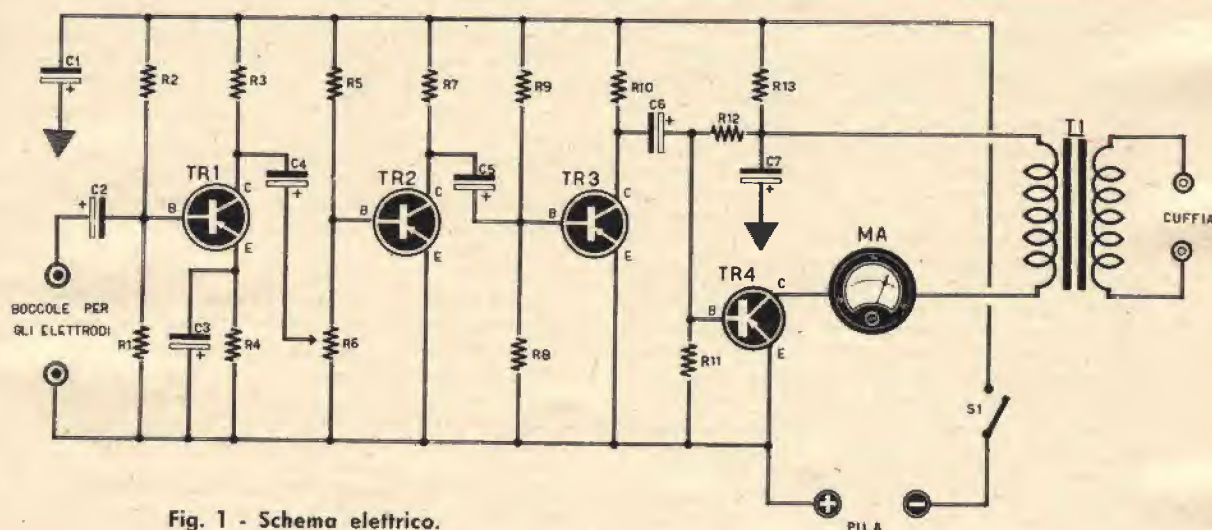 C1
R2
R3
R5
R7
R9
R10
C6
R12
R13
T1
C2
TR1
C
B
E
C4
TR2
C
B
E
C5
TR3
C
B
E
C7
MA
CUFFIA
TR4
C
B
E
BOCCOLE PER
GLI ELETTRODI
R1
C3
R4
R6
R8
R11
S1
PILA
Fig. 1 - Schema elettrico.